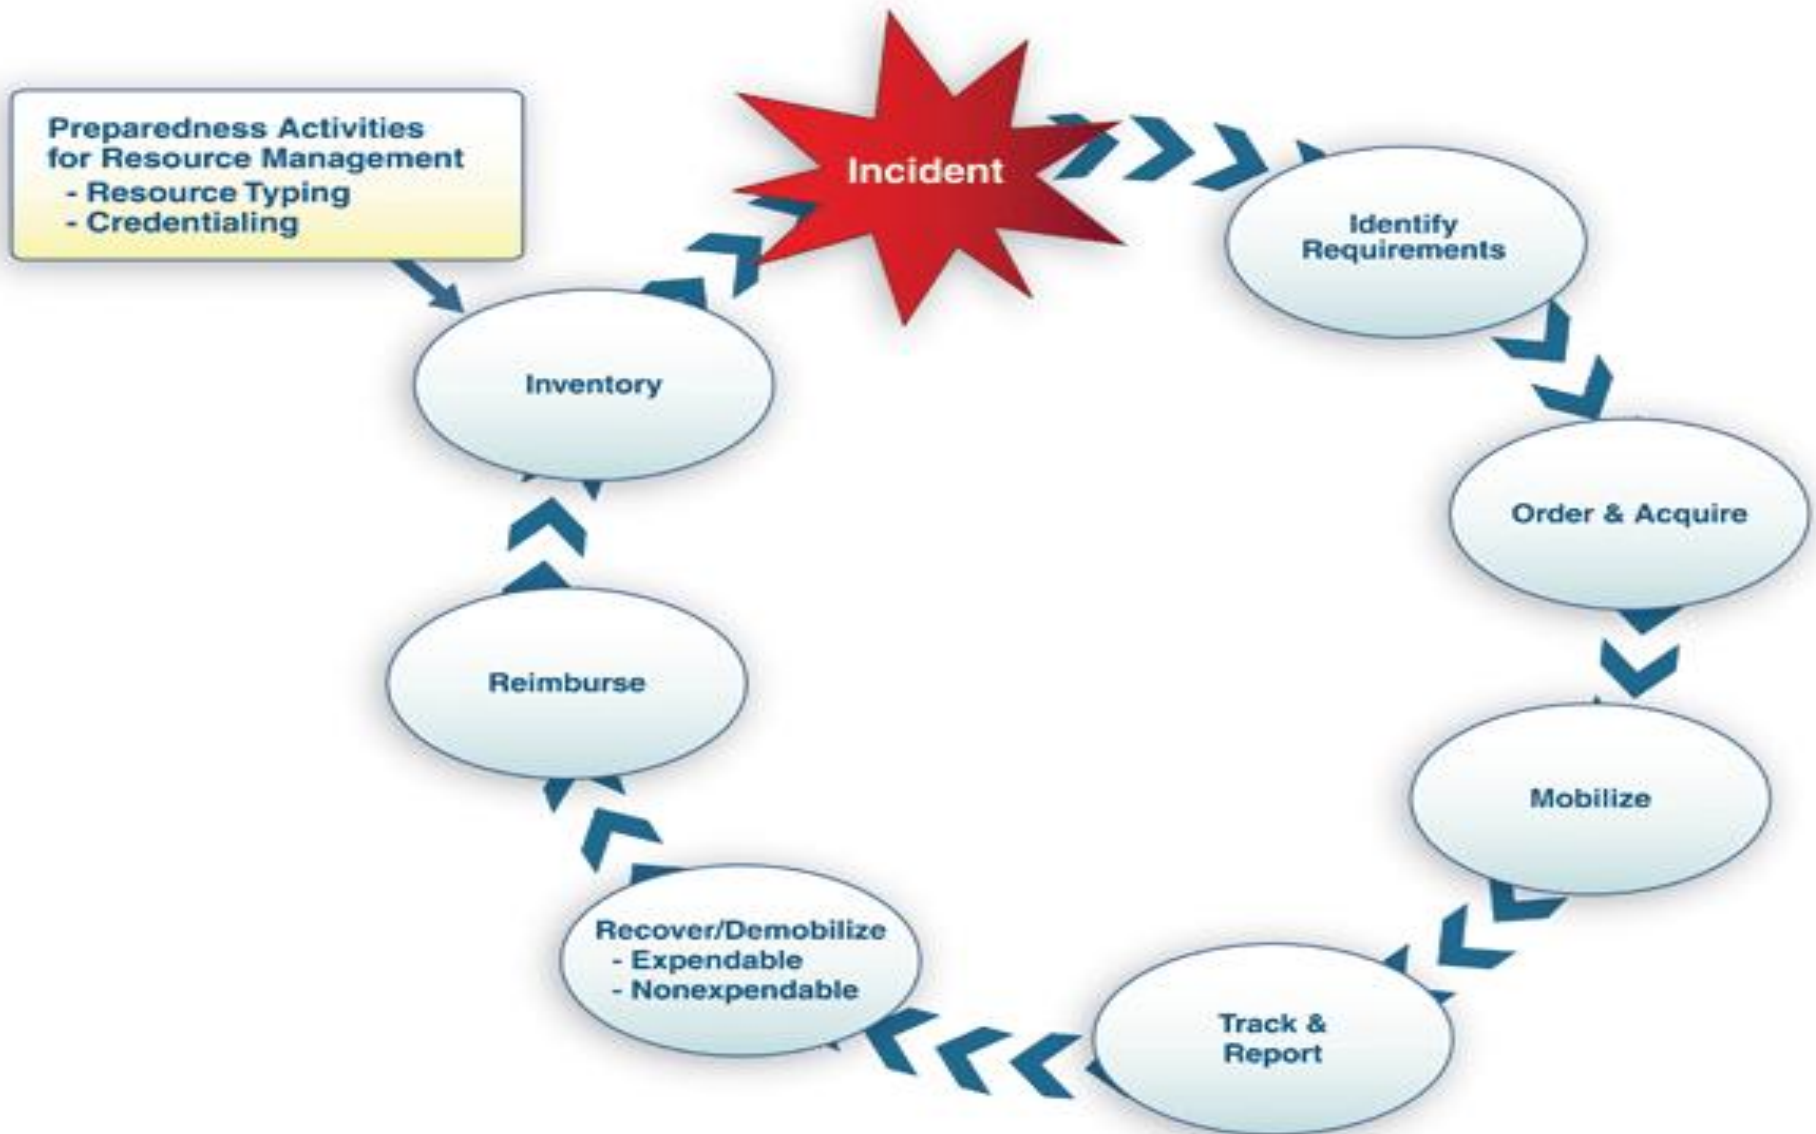 Preparedness Activities
for Resource Management
- Resource Typing
- Credentialing
Incident
Identify
Requirements
Order & Acquire
Mobilize
Track &
Report
Recover/Demobilize
- Expendable
- Nonexpendable
Reimburse
Inventory